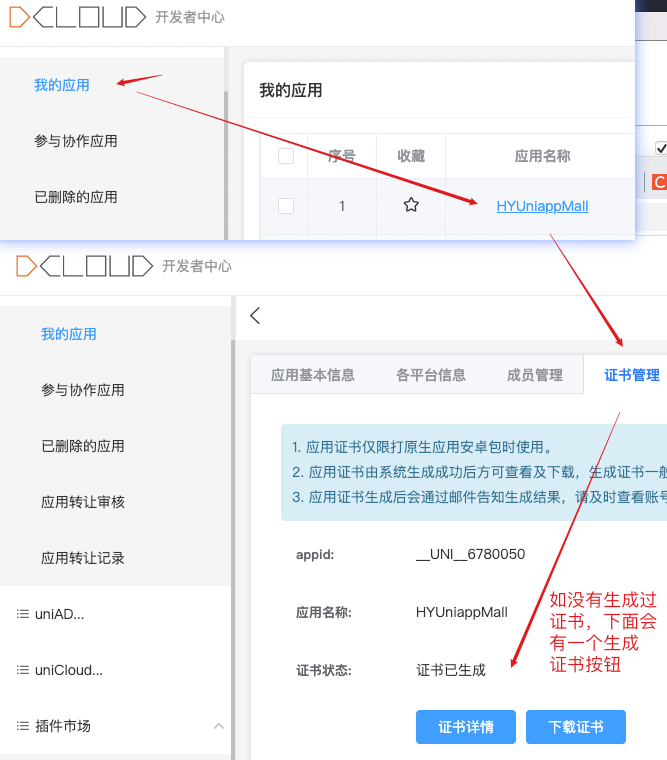 DCLOUD 开发者中心
我的应用
参与协作应用
已删除的应用
我的应用
序号 收藏 应用名称
1 HYUniappMall
C
DCLOUD 开发者中心
我的应用
参与协作应用
已删除的应用
应用转让审核
应用转让记录
uniAD...
uniCloud...
插件市场
应用基本信息 各平台信息 成员管理 证书管理
1. 应用证书仅限打原生应用安卓包时使用。
2. 应用证书由系统生成成功后方可查看及下载，生成证书一般
3. 应用证书生成后会通过邮件告知生成结果，请及时查看账号
appid: __UNI__6780050
应用名称: HYUniappMall
证书状态: 证书已生成
证书详情 下载证书
如没有生成过
证书，下面会
有一个生成
证书按钮